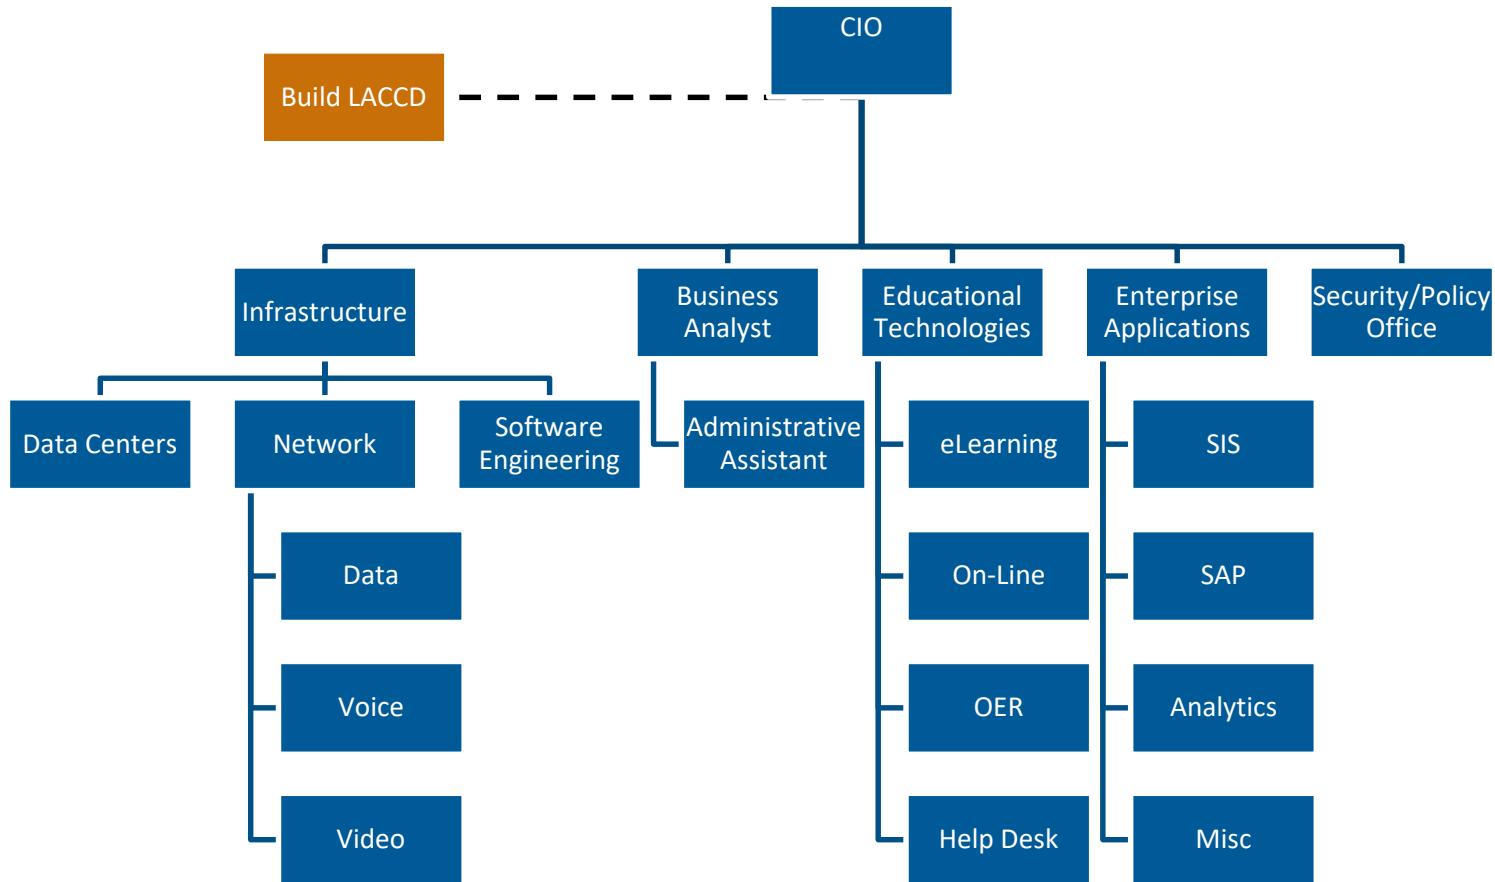 CIO
Build LACCD
Infrastructure
Business
Analyst
Educational
Technologies
Enterprise
Applications
Security/Policy
Office
Data Centers
Network
Software
Engineering
Administrative
Assistant
eLearning
SIS
Data
On-Line
SAP
Voice
OER
Analytics
Video
Help Desk
Misc